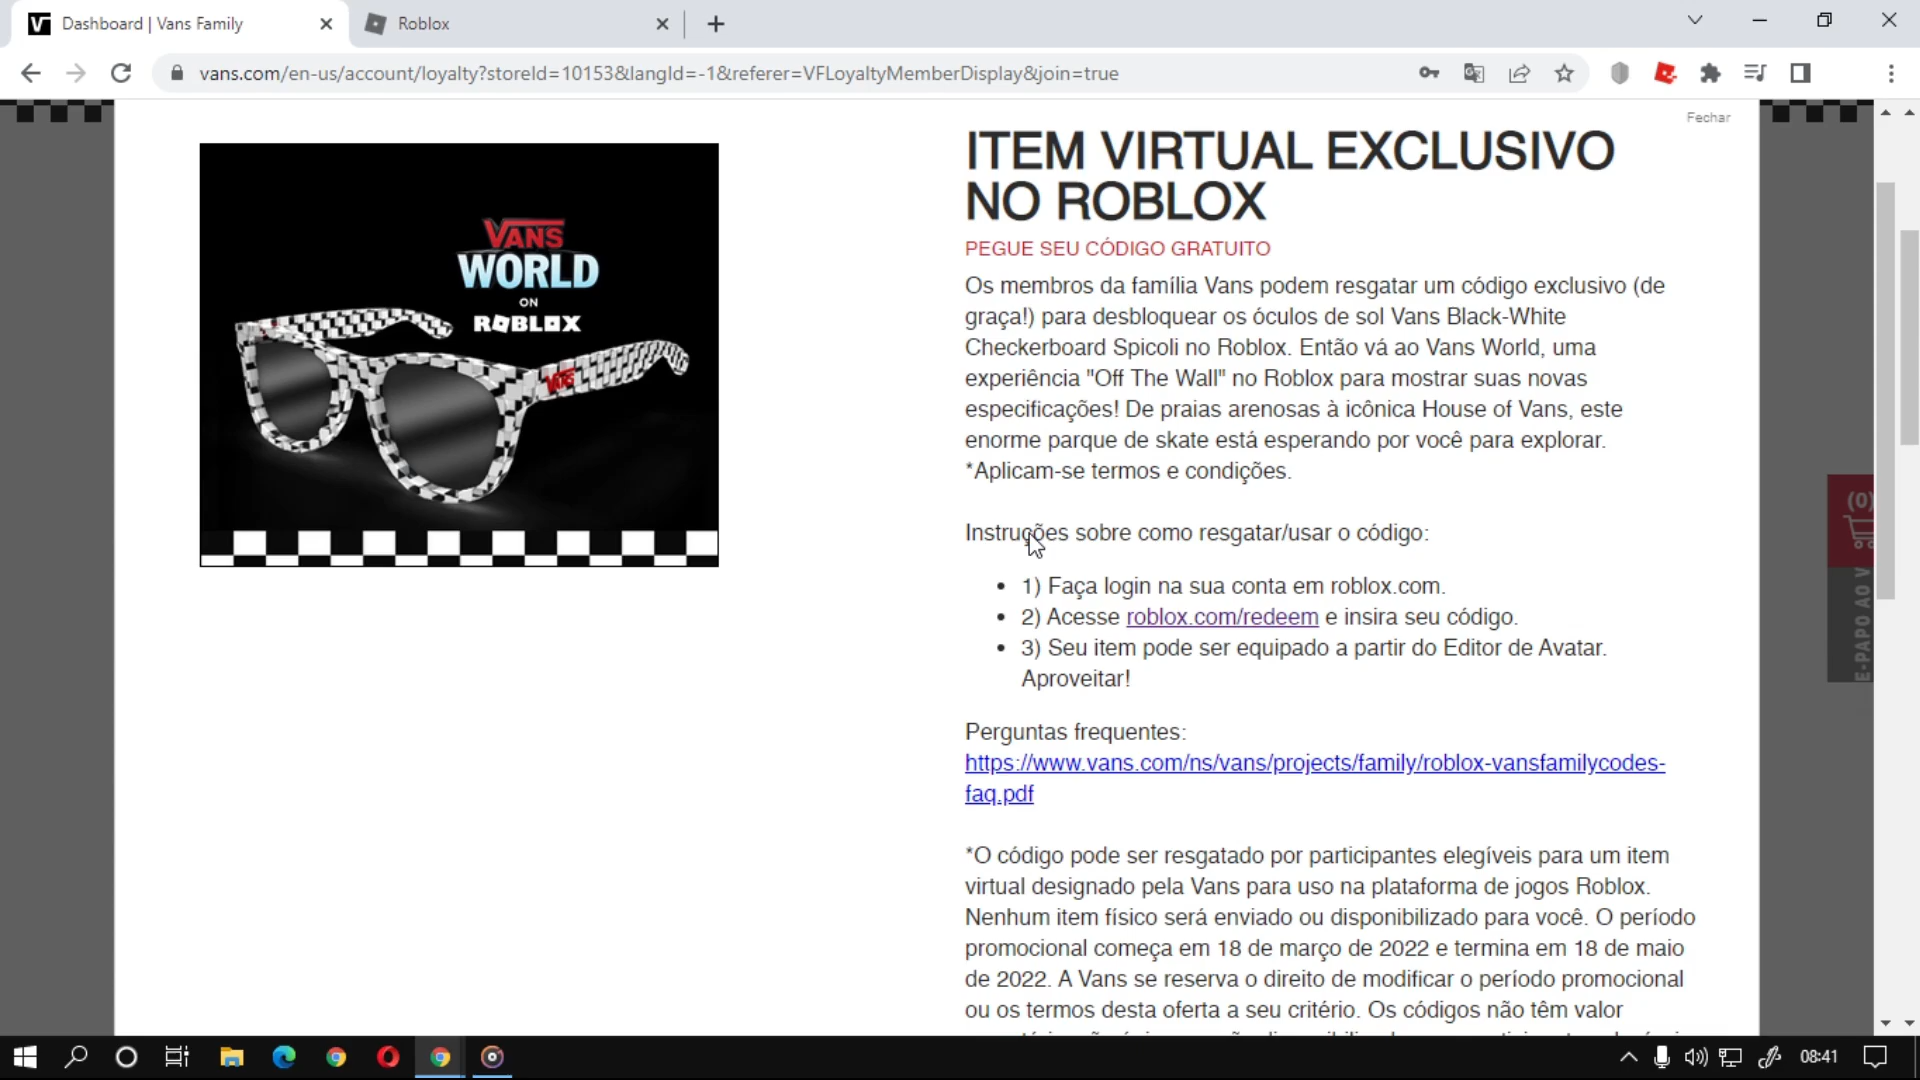 Dashboard | Vans Family
Roblox
vans.com/en-us/account/loyalty?storeId=10153&langId=-1&referer=VFLoyaltyMemberDisplay&join=true
Fechar
VANS
WORLD
ON
ROBLOX
VANS
ITEM VIRTUAL EXCLUSIVO
NO ROBLOX
PEGUE SEU CÓDIGO GRATUITO
Os membros da família Vans podem resgatar um código exclusivo (de
graça!) para desbloquear os óculos de sol Vans Black-White
Checkerboard Spicoli no Roblox. Então vá ao Vans World, uma
experiência "Off The Wall" no Roblox para mostrar suas novas
especificações! De praias arenosas à icônica House of Vans, este
enorme parque de skate está esperando por você para explorar.
*Aplicam-se termos e condições.
Instruções sobre como resgatar/usar o código:
• 1) Faça login na sua conta em roblox.com.
• 2) Acesse roblox.com/redeem e insira seu código.
• 3) Seu item pode ser equipado a partir do Editor de Avatar.
Aproveitar!
Perguntas frequentes:
https://www.vans.com/ns/vans/projects/family/roblox-vansfamilycodes-
faq.pdf
*O código pode ser resgatado por participantes elegíveis para um item
virtual designado pela Vans para uso na plataforma de jogos Roblox.
Nenhum item físico será enviado ou disponibilizado para você. O período
promocional começa em 18 de março de 2022 e termina em 18 de maio
de 2022. A Vans se reserva o direito de modificar o período promocional
ou os termos desta oferta a seu critério. Os códigos não têm valor
(0)
E-PAPO AO V
08:41